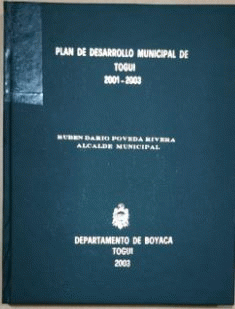 PLAN DE DESARROLLO MUNICIPAL DE
TOGUI
2001-2003
RUBEN DARIO POVEDA RIVERA
ALCALDE MUNICIPAL
DEPARTAMENTO DE BOYACA
TOGUI
2003